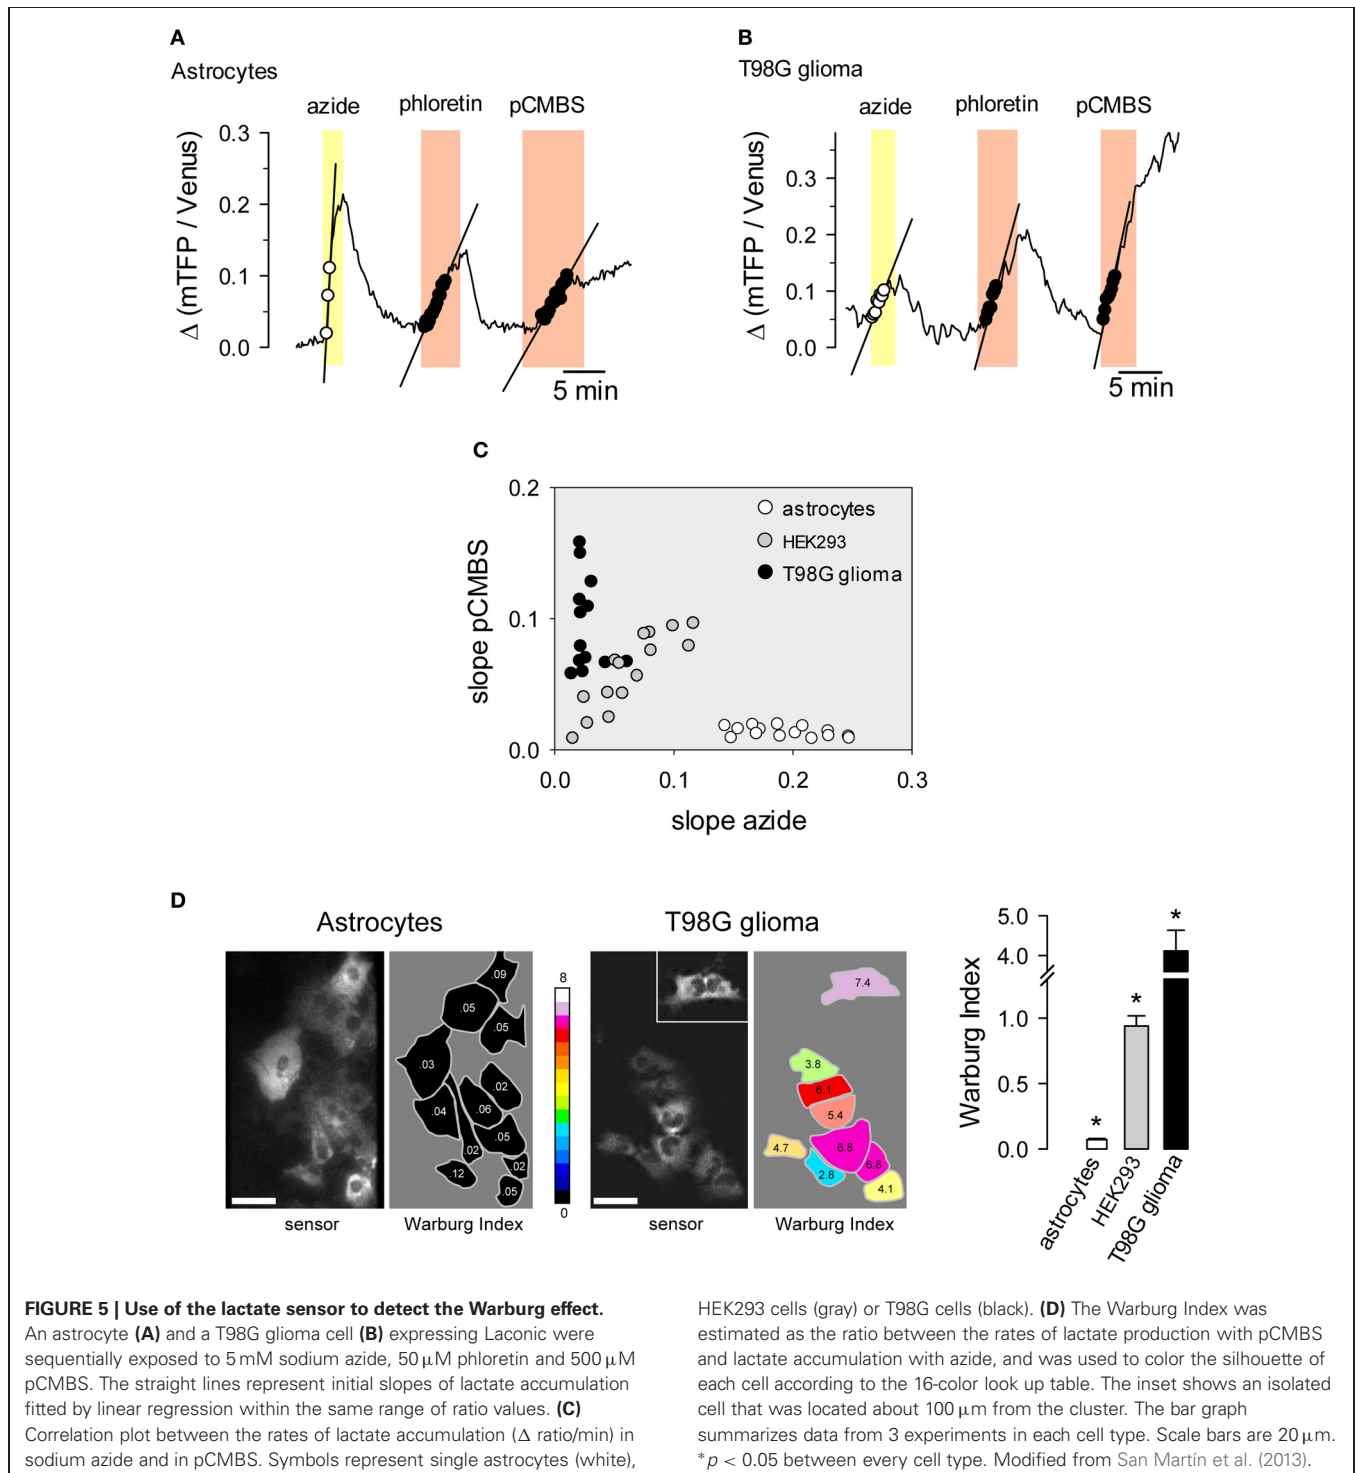 A
Astrocytes
azide
phloretin
pCMBS
Δ (mTFP / Venus)
0.3
0.2
0.1
0.0
5 min
B
T98G glioma
azide
phloretin
pCMBS
Δ (mTFP / Venus)
0.3
0.2
0.1
0.0
5 min
C
slope pCMBS
0.2
0.1
0.0
astrocytes
HEK293
T98G glioma
0.0
0.1
0.2
0.3
slope azide
D
Astrocytes
.09
.05
.05
.03
.02
.04
.06
.05
.02
.02
.12
.05
sensor
Warburg Index
8
0
T98G glioma
7.4
3.8
6.1
5.4
4.7
6.8
6.8
2.8
4.1
sensor
Warburg Index
Warburg Index
5.0
4.0
1.0
0.5
0.0
*
*
*
astrocytes
HEK293
T98G glioma
FIGURE 5 | Use of the lactate sensor to detect the Warburg effect.
An astrocyte (A) and a T98G glioma cell (B) expressing Laconic were
sequentially exposed to 5 mM sodium azide, 50 μM phloretin and 500 μM
pCMBS. The straight lines represent initial slopes of lactate accumulation
fitted by linear regression within the same range of ratio values. (C)
Correlation plot between the rates of lactate accumulation (Δ ratio/min) in
sodium azide and in pCMBS. Symbols represent single astrocytes (white),
HEK293 cells (gray) or T98G cells (black). (D) The Warburg Index was
estimated as the ratio between the rates of lactate production with pCMBS
and lactate accumulation with azide, and was used to color the silhouette of
each cell according to the 16-color look up table. The inset shows an isolated
cell that was located about 100 μm from the cluster. The bar graph
summarizes data from 3 experiments in each cell type. Scale bars are 20 μm.
*p < 0.05 between every cell type. Modified from San Martín et al. (2013).